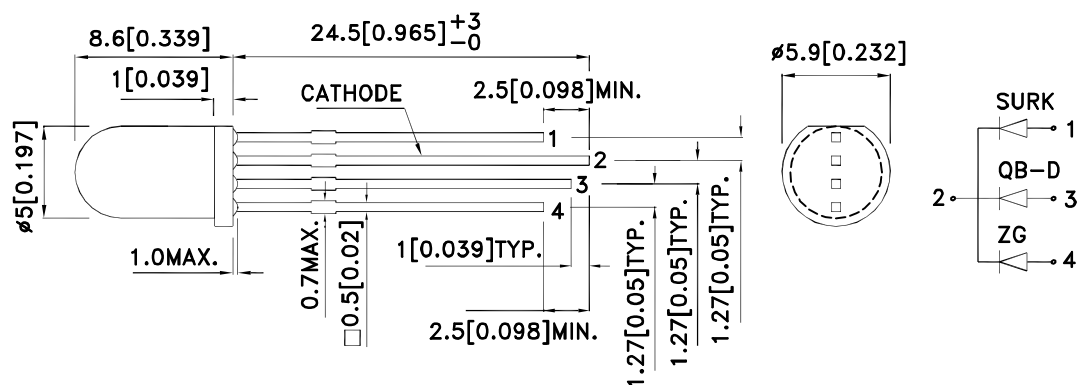 8.6[0.339]
24.5[0.965]+3 -0
1[0.039]
2.5[0.098]MIN.
CATHODE
ø5[0.197]
1
2
3
4
1.0MAX.
0.7MAX.
□0.5[0.02]
1[0.039]TYP.
2.5[0.098]MIN.
1.27[0.05]TYP.
1.27[0.05]TYP.
1.27[0.05]TYP.
ø5.9[0.232]
SURK
1
QB-D
2
3
ZG
4